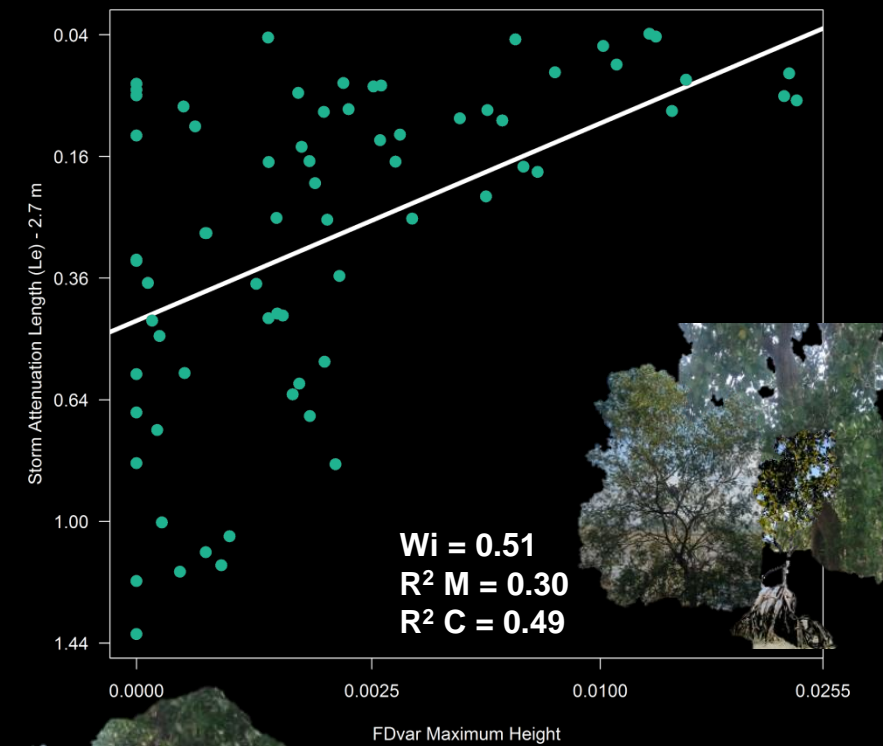 0.04
0.16
0.36
0.64
1.00
1.44
Storm Attenuation Length (Le) - 2.7 m
Wi = 0.51
R² M = 0.30
R² C = 0.49
0.0000 0.0025 0.0100 0.0255
FDvar Maximum Height